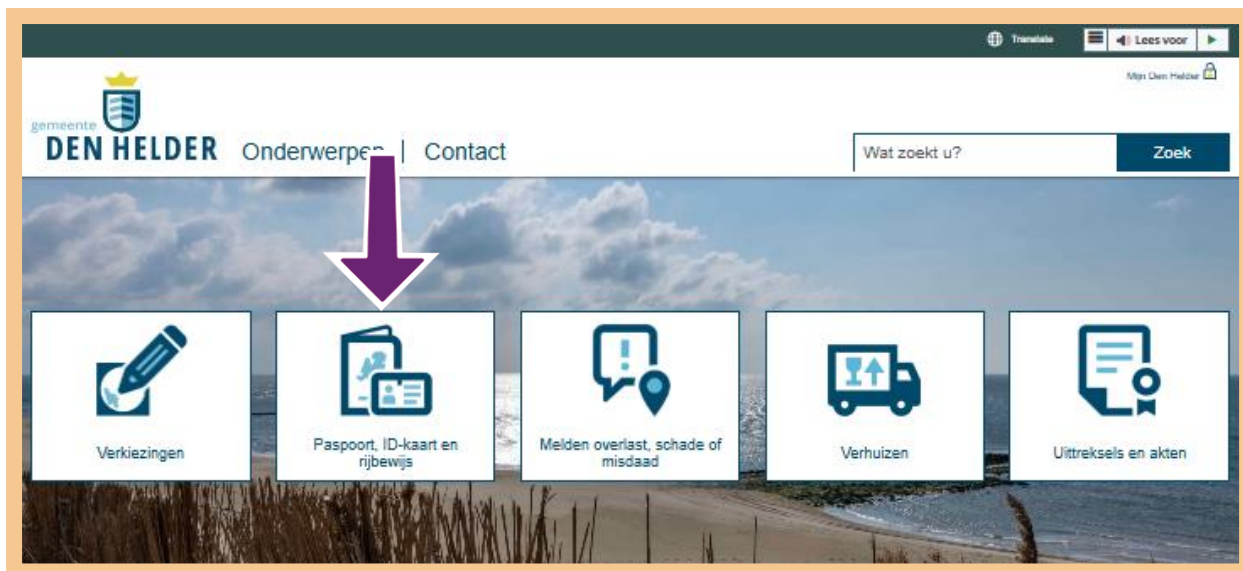 Translate
Lees voor
Mijn Den Helder
gemeente
DEN HELDER
Onderwerpen | Contact
Wat zoekt u?
Zoek
Verkiezingen
Paspoort, ID-kaart en
rijbewijs
Melden overlast, schade of
misdaad
Verhuizen
Uittreksels en akten